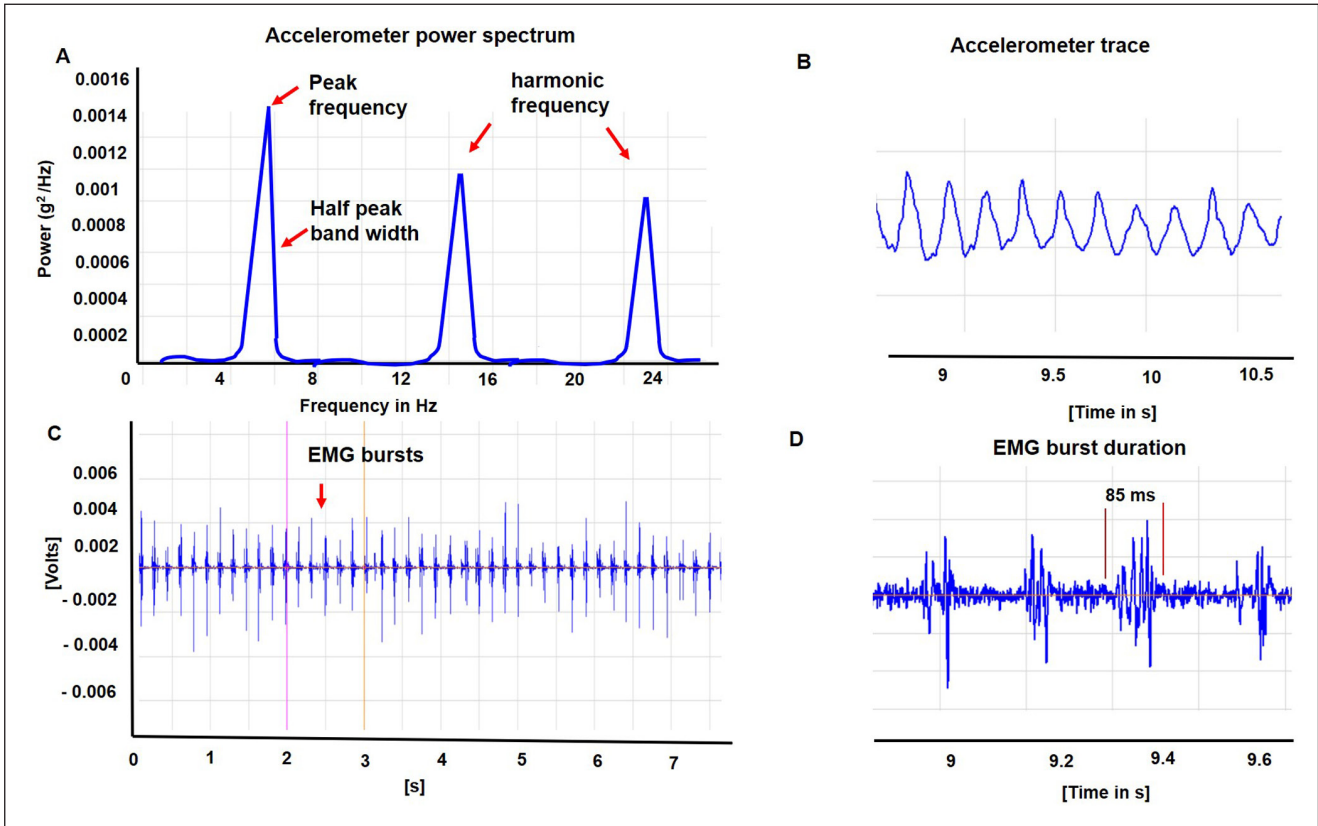 A
Accelerometer power spectrum
0.0016
0.0014
0.0012
0.001
0.0008
0.0006
0.0004
0.0002
Power (g²/Hz)
Peak
frequency
harmonic
frequency
Half peak
band width
0 4 8 12 16 20 24
Frequency in Hz
B
Accelerometer trace
9 9.5 10 10.5
[Time in s]
C
EMG bursts
0.006
0.004
0.002
- 0.002
- 0.004
- 0.006
[Volts]
0 1 2 3 4 5 6 7
[s]
D
EMG burst duration
85 ms
9 9.2 9.4 9.6
[Time in s]